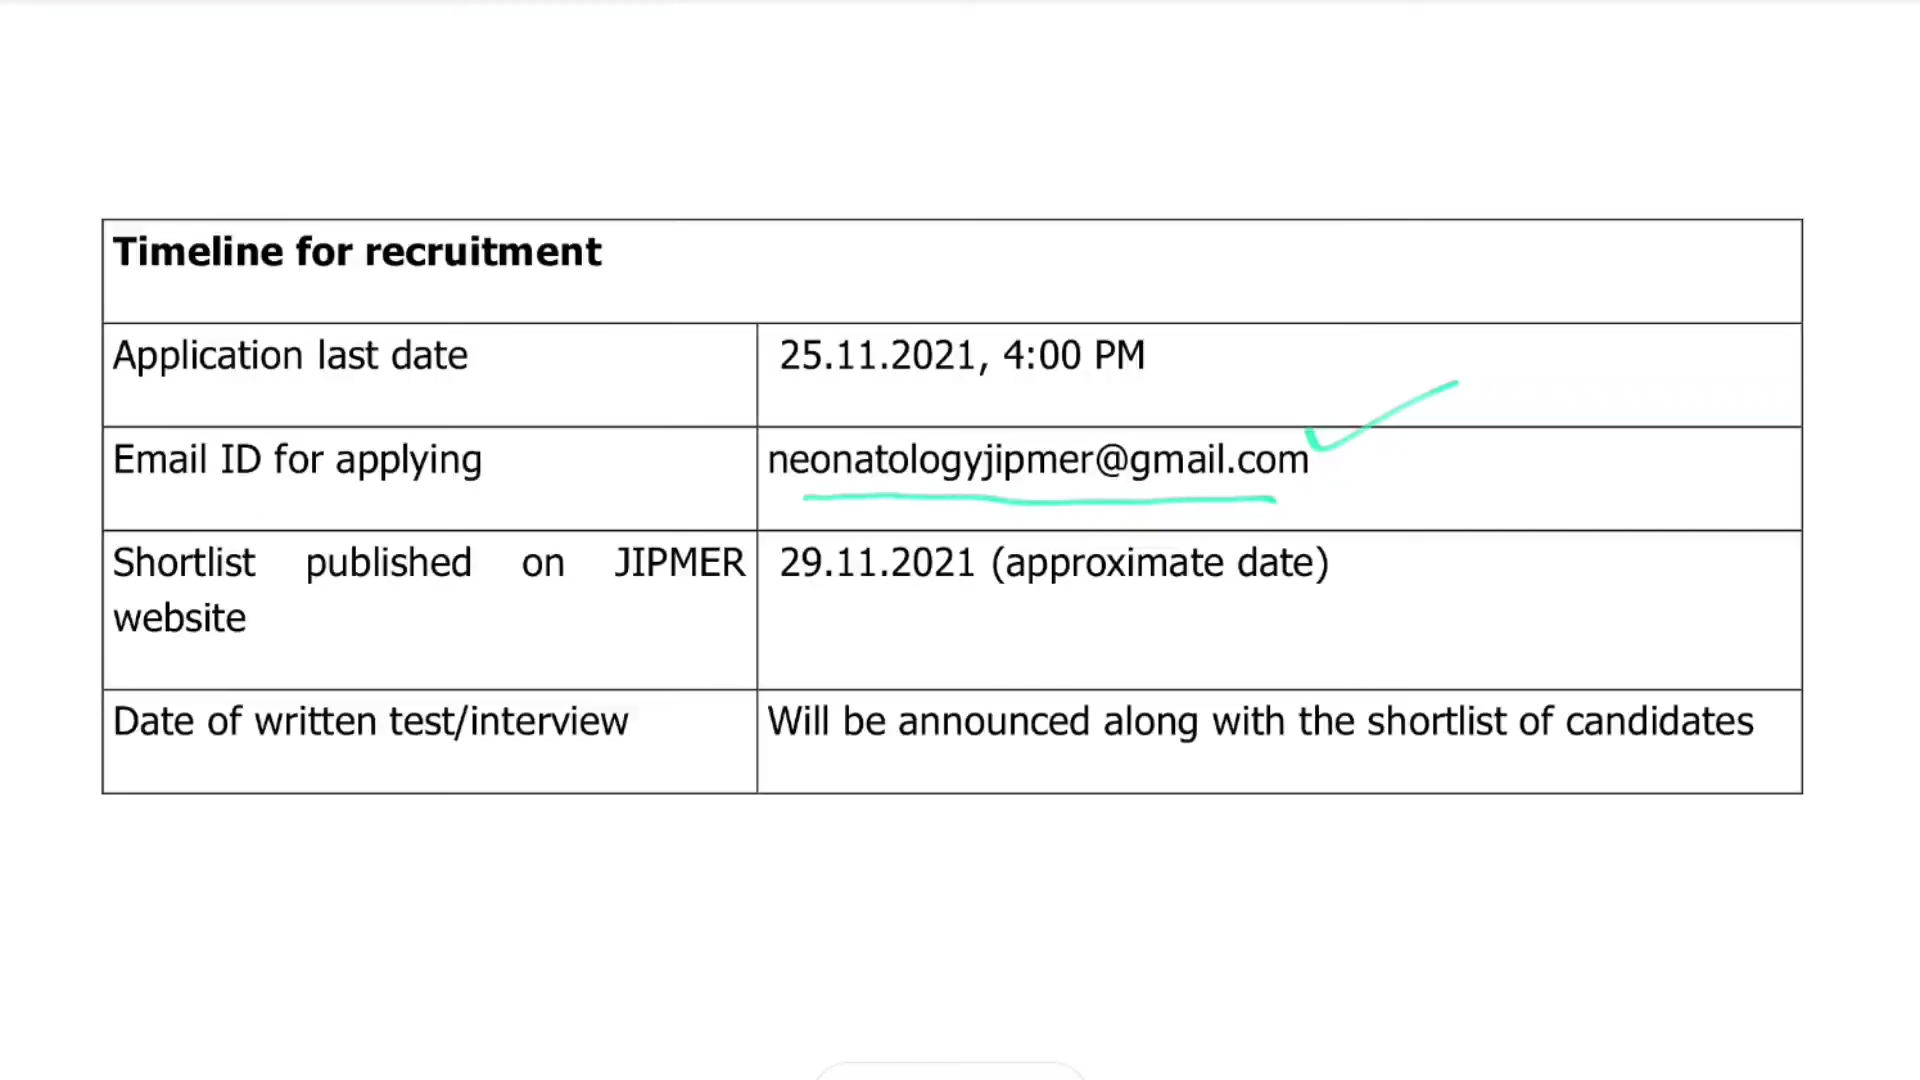 Timeline for recruitment
Application last date
25.11.2021, 4:00 PM
Email ID for applying
neonatologyjipmer@gmail.com
Shortlist published on JIPMER
website
29.11.2021 (approximate date)
Date of written test/interview
Will be announced along with the shortlist of candidates